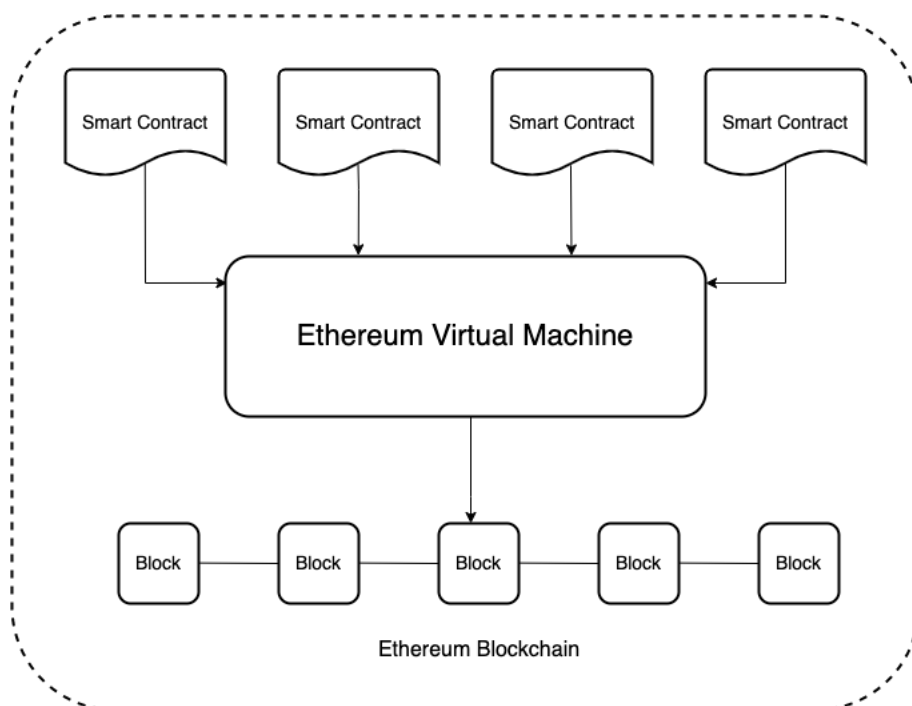 Smart Contract
Smart Contract
Smart Contract
Smart Contract
Ethereum Virtual Machine
Block
Block
Block
Block
Block
Ethereum Blockchain